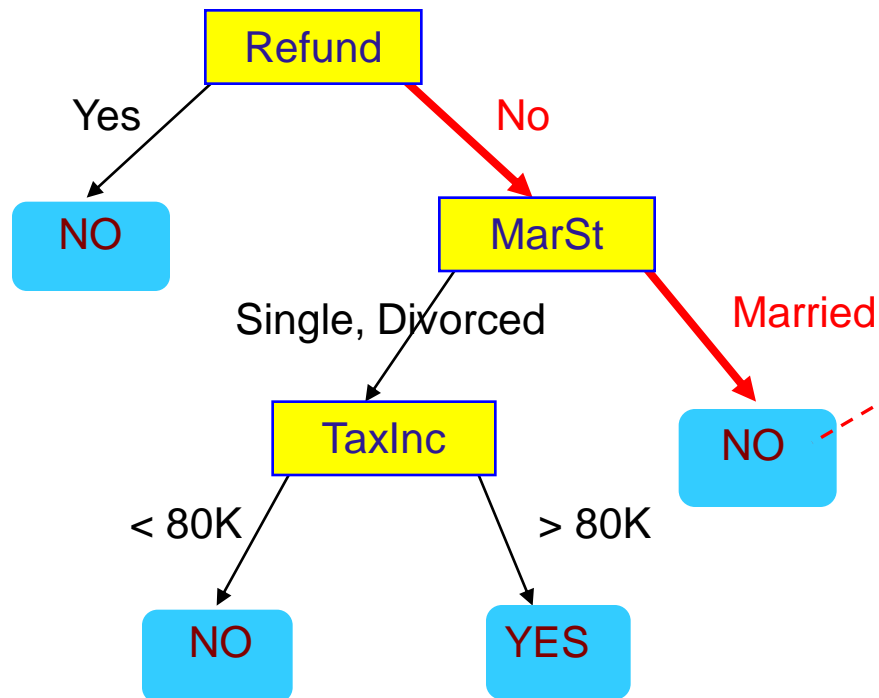 Refund
Yes
No
NO
MarSt
Single, Divorced
Married
TaxInc
NO
< 80K
> 80K
NO
YES